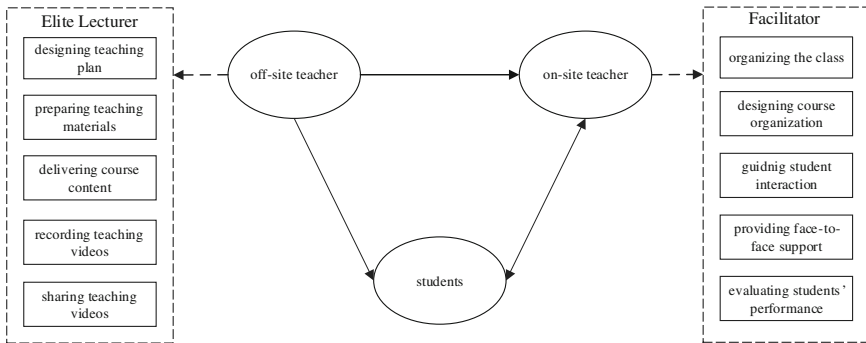 Elite Lecturer
designing teaching
plan
preparing teaching
materials
delivering course
content
recording teaching
videos
sharing teaching
videos
off-site teacher
on-site teacher
students
Facilitator
organizing the class
designing course
organization
guidnig student
interaction
providing face-to-
face support
evaluating students’
performance